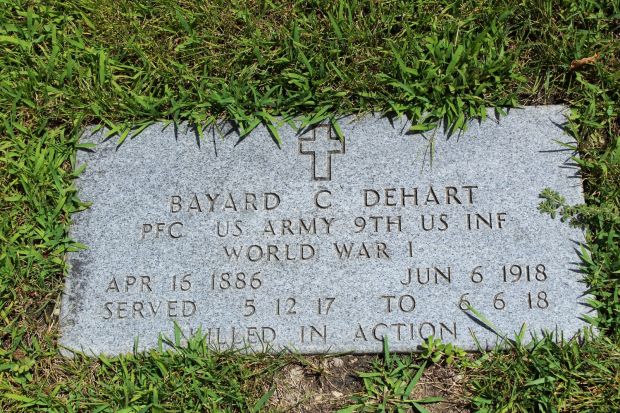 BAYARD C DEHART
PFC US ARMY 9TH US INF
WORLD WAR I
APR 16 1886 JUN 6 1918
SERVED 5 12 17 TO 6 6 18
KILLED IN ACTION